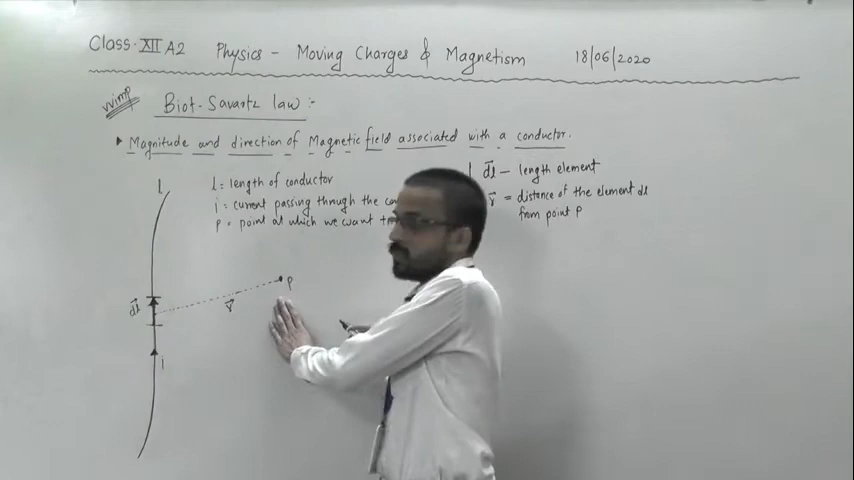 Class-XII A2 Physics - Moving Charges & Magnetism 18/06/2020
VVimp Biot-Savartz law :-
Magnitude and direction of Magnetic field associated with a conductor.
l = length of conductor
i = current passing through the
P = point at which we want
dl - length element
r = distance of the element dl
from point P
l
P
dl
r
i